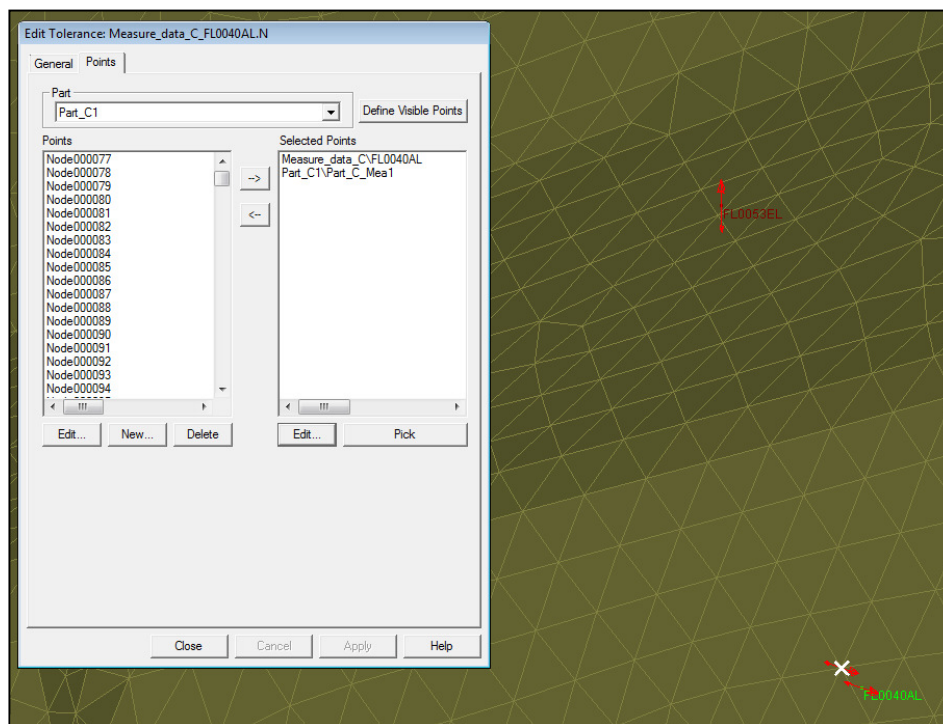 Edit Tolerance: Measure_data_C_FL0040AL.N
General Points
Part
Part_C1
Define Visible Points
Points
Node000077
Node000078
Node000079
Node000080
Node000081
Node000082
Node000083
Node000084
Node000085
Node000086
Node000087
Node000088
Node000089
Node000090
Node000091
Node000092
Node000093
Node000094
-->
<--
Selected Points
Measure_data_C\FL0040AL
Part_C1\Part_C_Mea1
Edit... New... Delete
Edit... Pick
Close Cancel Apply Help
FL0053EL
FL0040AL